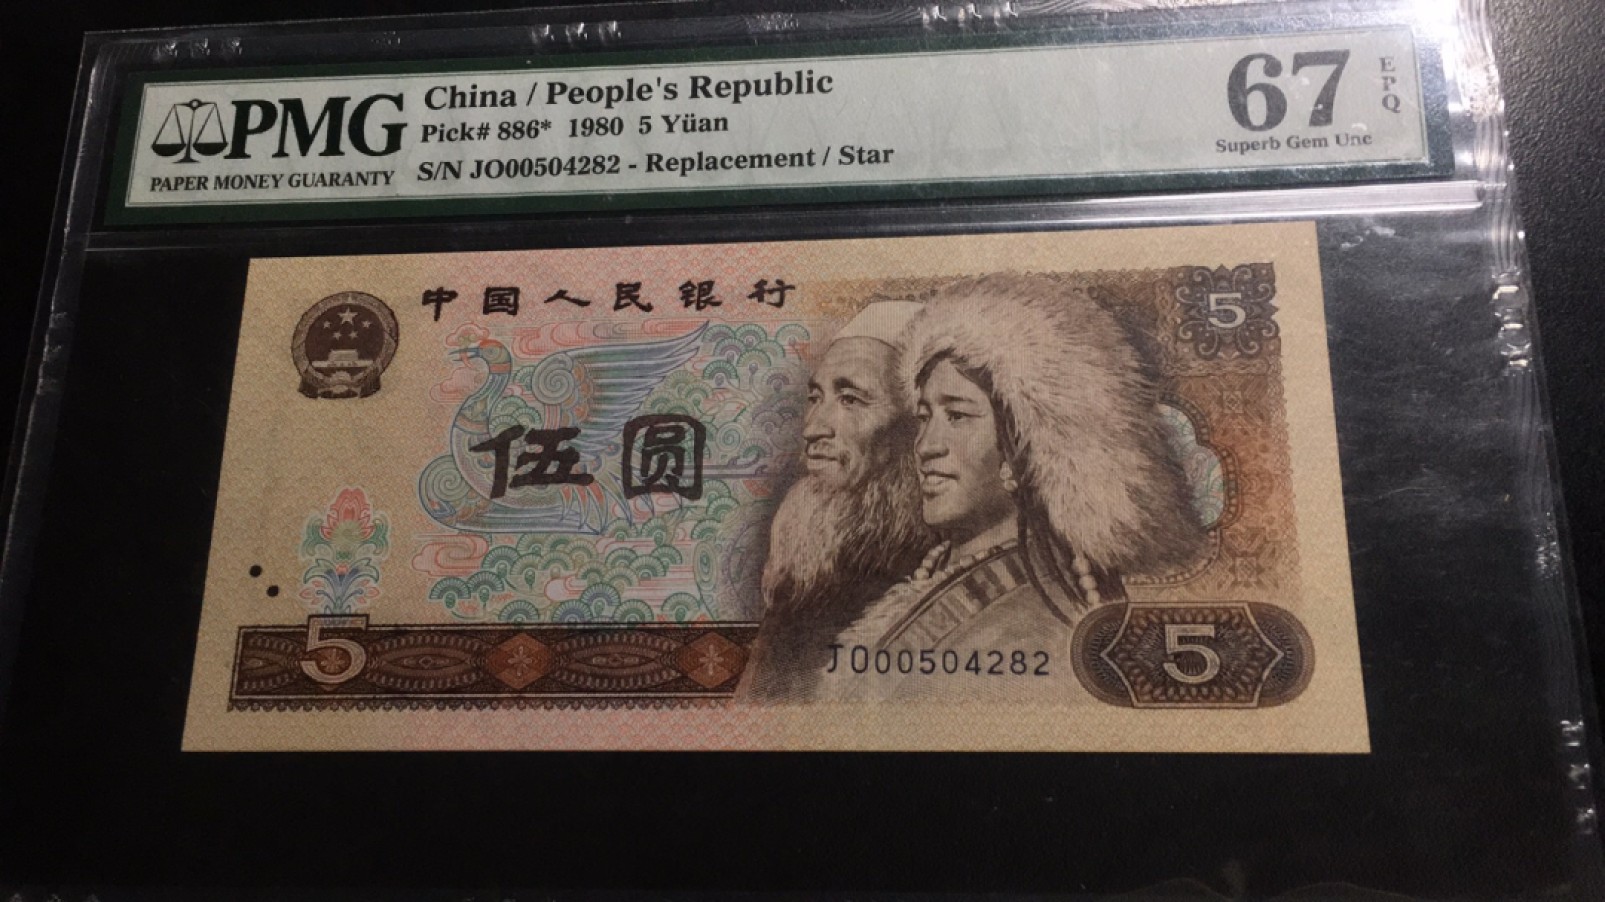 PMG
PAPER MONEY GUARANTY
China / People's Republic
Pick# 886* 1980 5 Yüan
S/N JO00504282 - Replacement / Star
67
EPQ
Superb Gem Unc
中国人民银行
5
伍圆
5
JO00504282
5